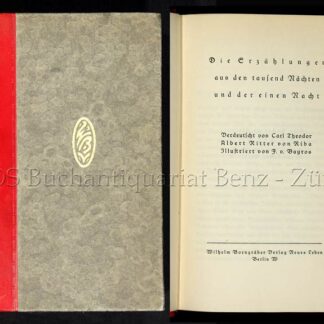 Die Erzählungen
aus den tausend Nächten
und der einen Nacht
Verdeutscht von Carl Theodor
Albert Ritter von Riba
Illustriert von F. v. Bayros
Buchantiquariat Benz - Zü
Wilhelm Borngräber Verlag Neues Leben
Berlin W